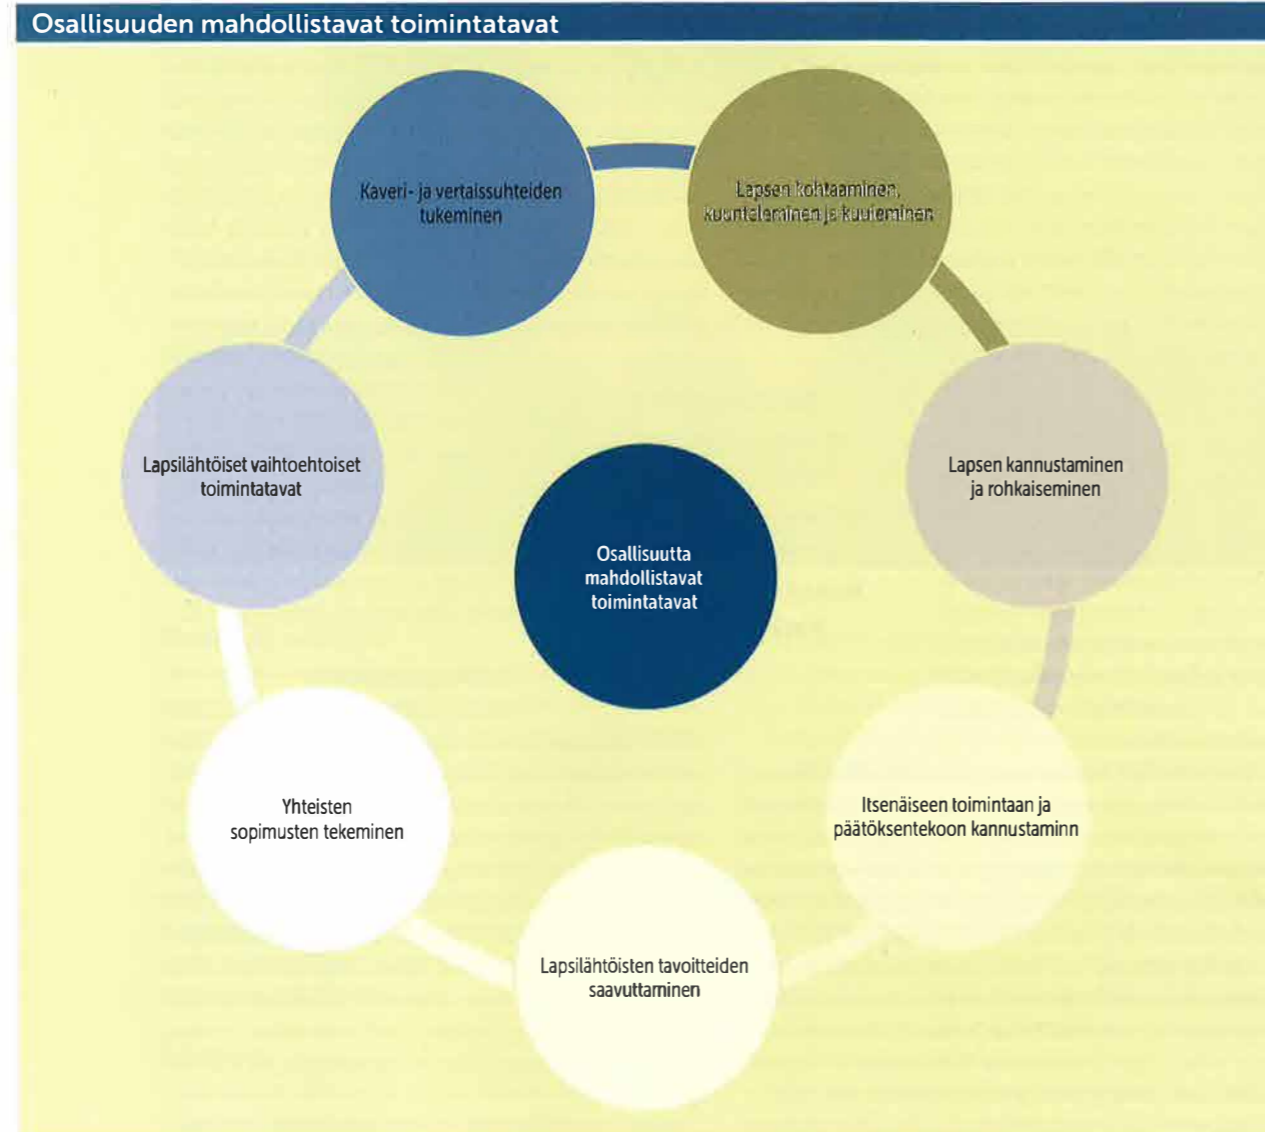 Osallisuuden mahdollistavat toimintatavat
Kaveri- ja vertaissuhteiden
tukeminen
Lapsen kohtaaminen,
kuunteleminen ja kuuleminen
Lapsen kannustaminen
ja rohkaiseminen
Itsenäiseen toimintaan ja
päätöksentekoon kannustaminn
Lapsilähtöisten tavoitteiden
saavuttaminen
Yhteisten
sopimusten tekeminen
Lapsilähtöiset vaihtoehtoiset
toimintatavat
Osallisuutta
mahdollistavat
toimintatavat